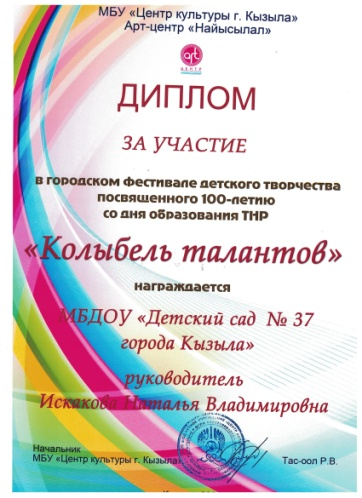 МБУ «Центр культуры г. Кызыла»
Арт-центр «Найысылал»
art
ЦЕНТР
ДИПЛОМ
ЗА УЧАСТИЕ
в городском фестивале детского творчества
посвященного 100-летию
со дня образования ТНР
«Колыбель талантов»
награждается
МБДОУ «Детский сад № 37
города Кызыла»
руководитель
Искакова Наталья Владимировна
Начальник
МБУ «Центр культуры г. Кызыла»
Тас-оол Р.В.